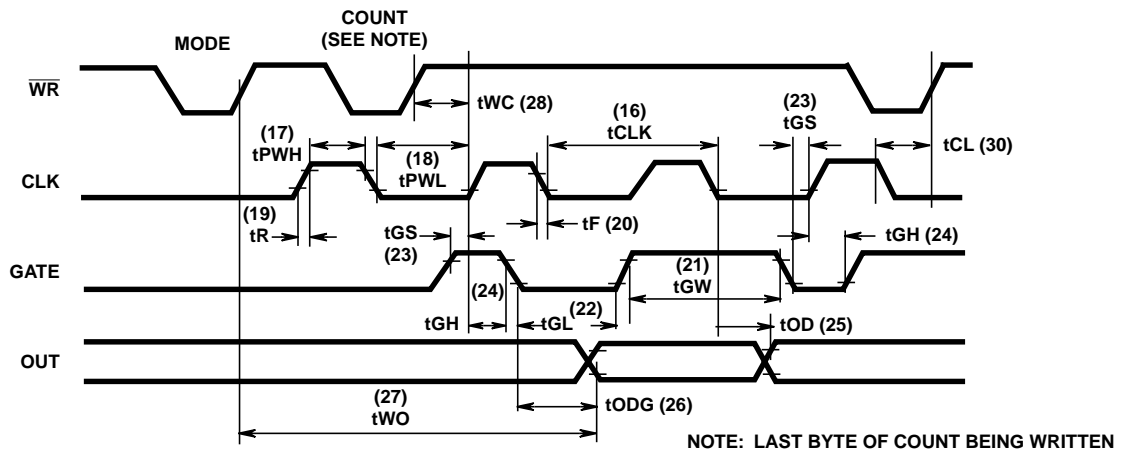 COUNT
(SEE NOTE)
MODE
WR
tWC (28)
(23)
tGS
(16)
tCLK
(17)
tPWH
(18)
tPWL
tCL (30)
CLK
(19)
tR
tGS
(23)
tF (20)
tGH (24)
GATE
(21)
tGW
(24)
(22)
tGH
tGL
tOD (25)
OUT
(27)
tWO
tODG (26)
NOTE: LAST BYTE OF COUNT BEING WRITTEN